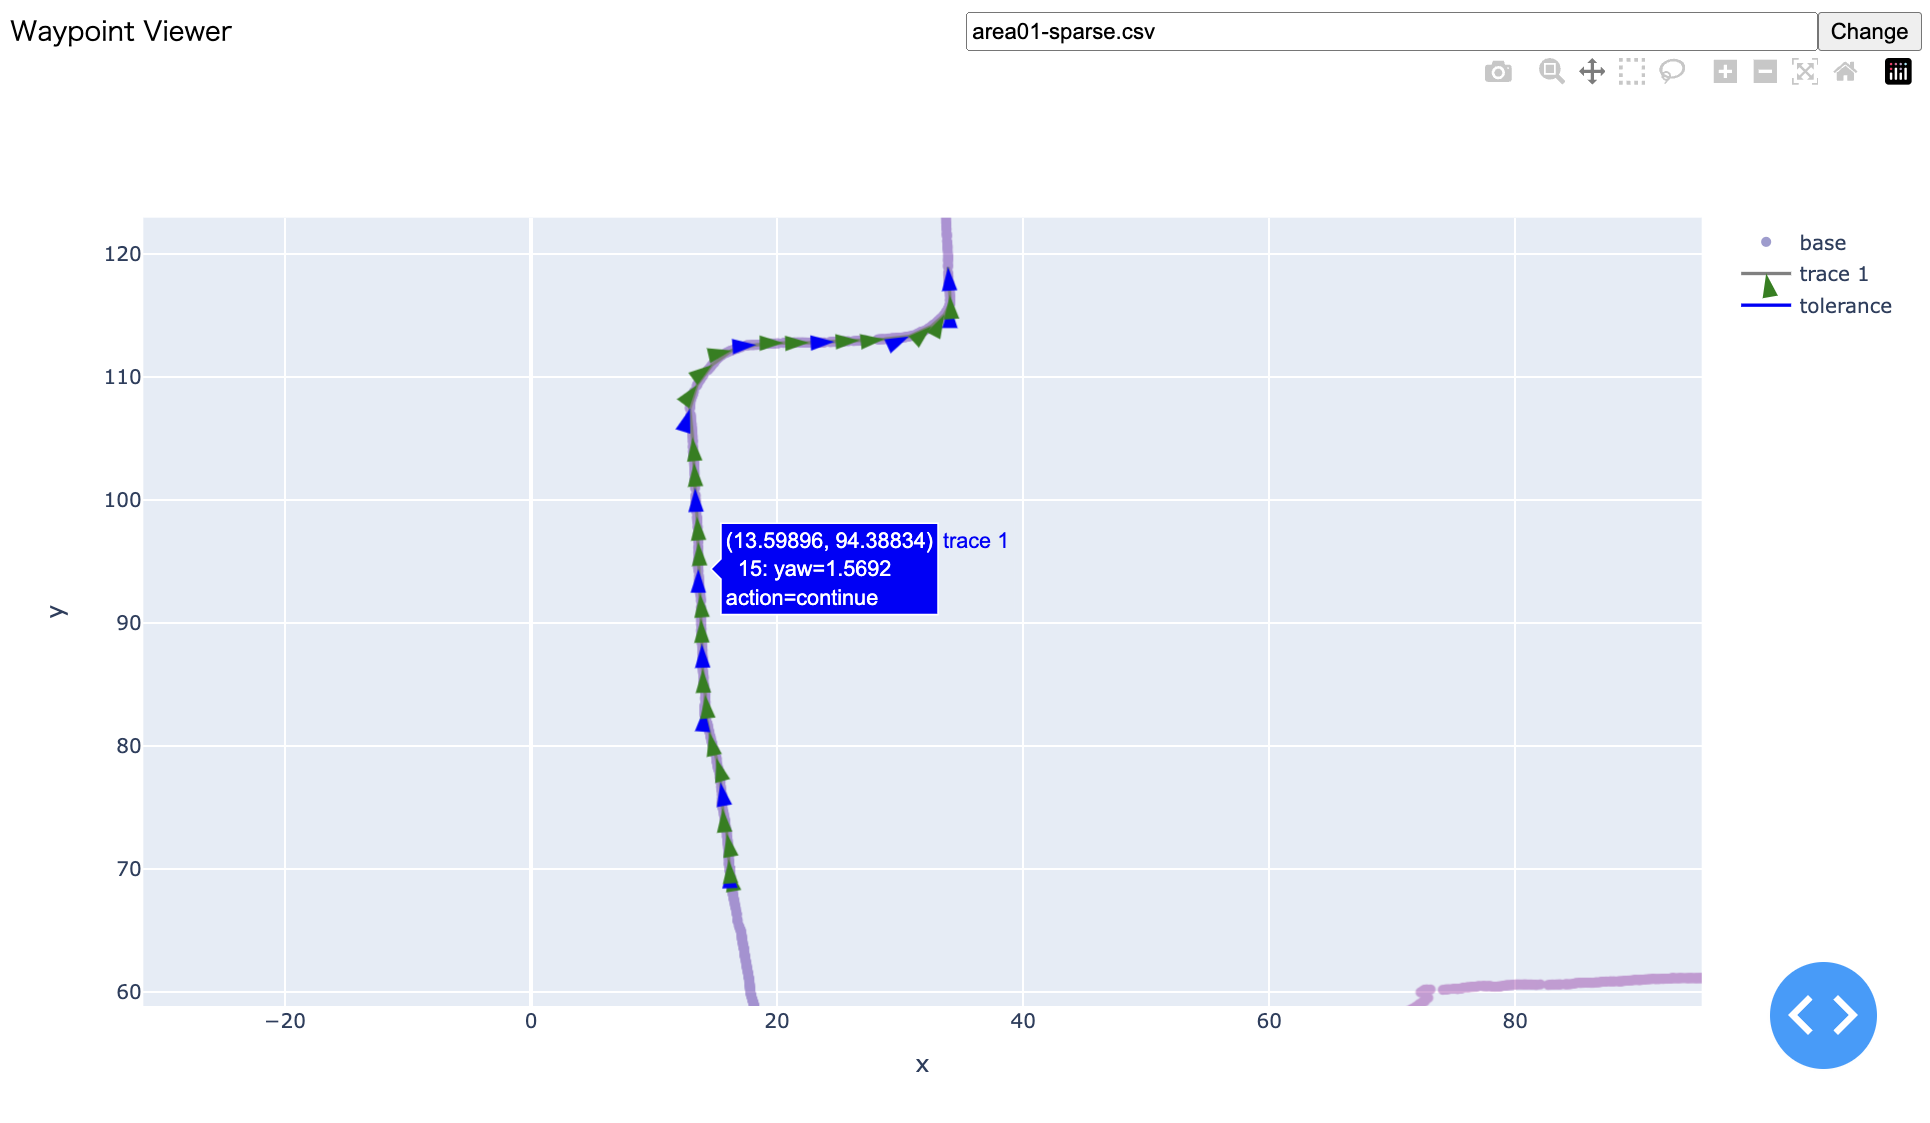 Waypoint Viewer
area01-sparse.csv
Change
120
110
100
90
80
70
60
y
−20
0
20
40
60
80
x
(13.59896, 94.38834)
15: yaw=1.5692
action=continue
trace 1
base
trace 1
tolerance